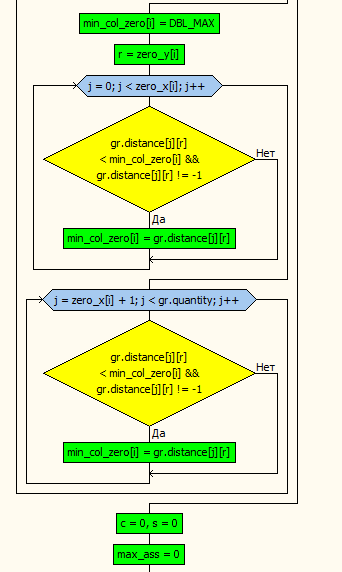 min_col_zero[i] = DBL_MAX
r = zero_y[i]
j = 0; j < zero_x[i]; j++
gr.distance[j][r]
< min_col_zero[i] &&
gr.distance[j][r] != -1
Нет
Да
min_col_zero[i] = gr.distance[j][r]
j = zero_x[i] + 1; j < gr.quantity; j++
gr.distance[j][r]
< min_col_zero[i] &&
gr.distance[j][r] != -1
Нет
Да
min_col_zero[i] = gr.distance[j][r]
c = 0, s = 0
max_ass = 0